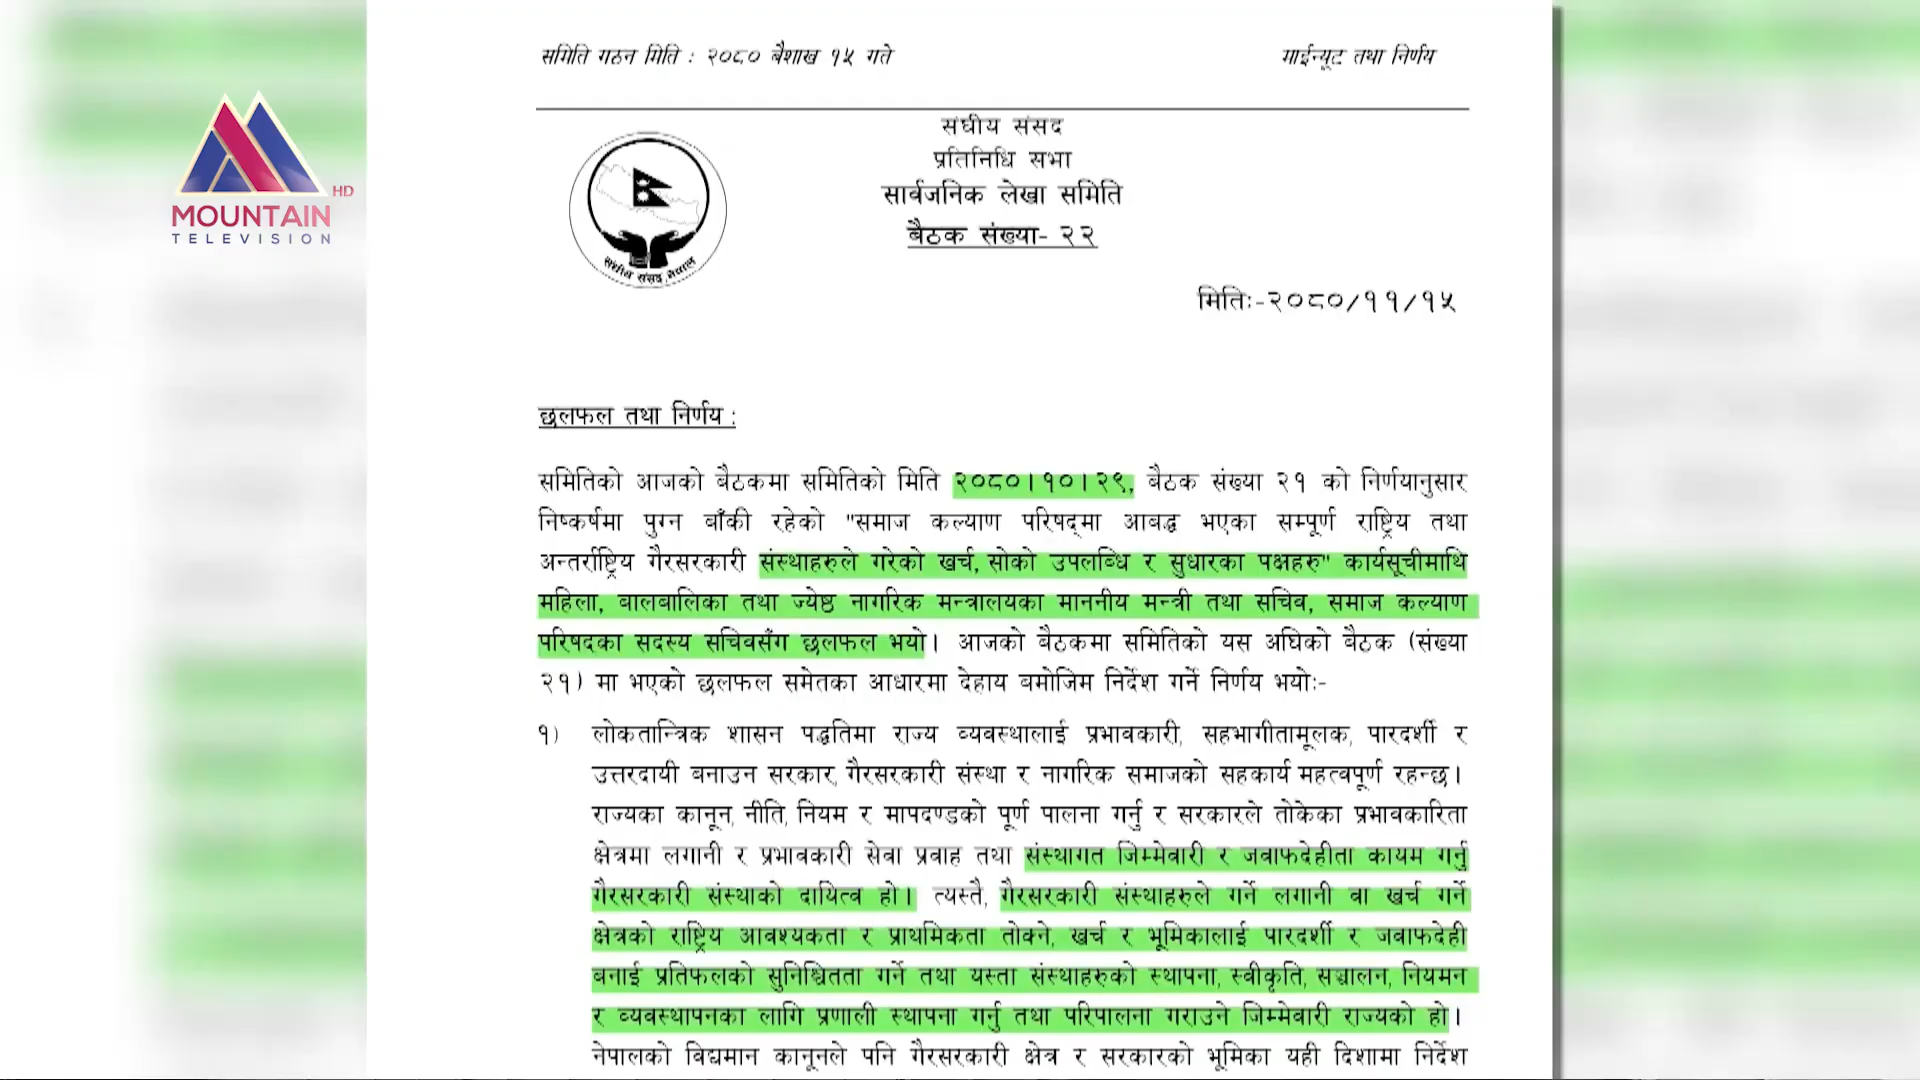 समिति गठन मिति : २०८० बैशाख १५ गते
माईन्यूट तथा निर्णय
संघीय संसद
प्रतिनिधि सभा
सार्वजनिक लेखा समिति
बैठक संख्या- २२
संघीय संसद नेपाल
HD
MOUNTAIN
TELEVISION
मितिः-२०८०/११/१५
छलफल तथा निर्णय :
समितिको आजको बैठकमा समितिको मिति २०८०।१०।२९, बैठक संख्या २१ को निर्णयानुसार
निष्कर्षमा पुग्न बाँकी रहेको "समाज कल्याण परिषद्मा आबद्ध भएका सम्पूर्ण राष्ट्रिय तथा
अन्तर्राष्ट्रिय गैरसरकारी संस्थाहरुले गरेको खर्च, सोको उपलब्धि र सुधारका पक्षहरु" कार्यसूचीमाथि
महिला, बालबालिका तथा ज्येष्ठ नागरिक मन्त्रालयका माननीय मन्त्री तथा सचिव, समाज कल्याण
परिषदका सदस्य सचिवसँग छलफल भयो। आजको बैठकमा समितिको यस अघिको बैठक (संख्या
२१) मा भएको छलफल समेतका आधारमा देहाय बमोजिम निर्देश गर्ने निर्णय भयोः-
१) लोकतान्त्रिक शासन पद्धतिमा राज्य व्यवस्थालाई प्रभावकारी, सहभागीतामूलक, पारदर्शी र
उत्तरदायी बनाउन सरकार, गैरसरकारी संस्था र नागरिक समाजको सहकार्य महत्वपूर्ण रहन्छ।
राज्यका कानून, नीति, नियम र मापदण्डको पूर्ण पालना गर्नु र सरकारले तोकेका प्रभावकारिता
क्षेत्रमा लगानी र प्रभावकारी सेवा प्रवाह तथा संस्थागत जिम्मेवारी र जवाफदेहीता कायम गर्नु
गैरसरकारी संस्थाको दायित्व हो। त्यस्तै, गैरसरकारी संस्थाहरुले गर्ने लगानी वा खर्च गर्ने
क्षेत्रको राष्ट्रिय आवश्यकता र प्राथमिकता तोक्ने, खर्च र भूमिकालाई पारदर्शी र जवाफदेही
बनाई प्रतिफलको सुनिश्चितता गर्ने तथा यस्ता संस्थाहरुको स्थापना, स्वीकृति, सञ्चालन, नियमन
र व्यवस्थापनका लागि प्रणाली स्थापना गर्नु तथा परिपालना गराउने जिम्मेवारी राज्यको हो।
नेपालको विद्यमान कानूनले पनि गैरसरकारी क्षेत्र र सरकारको भूमिका यही दिशामा निर्देश